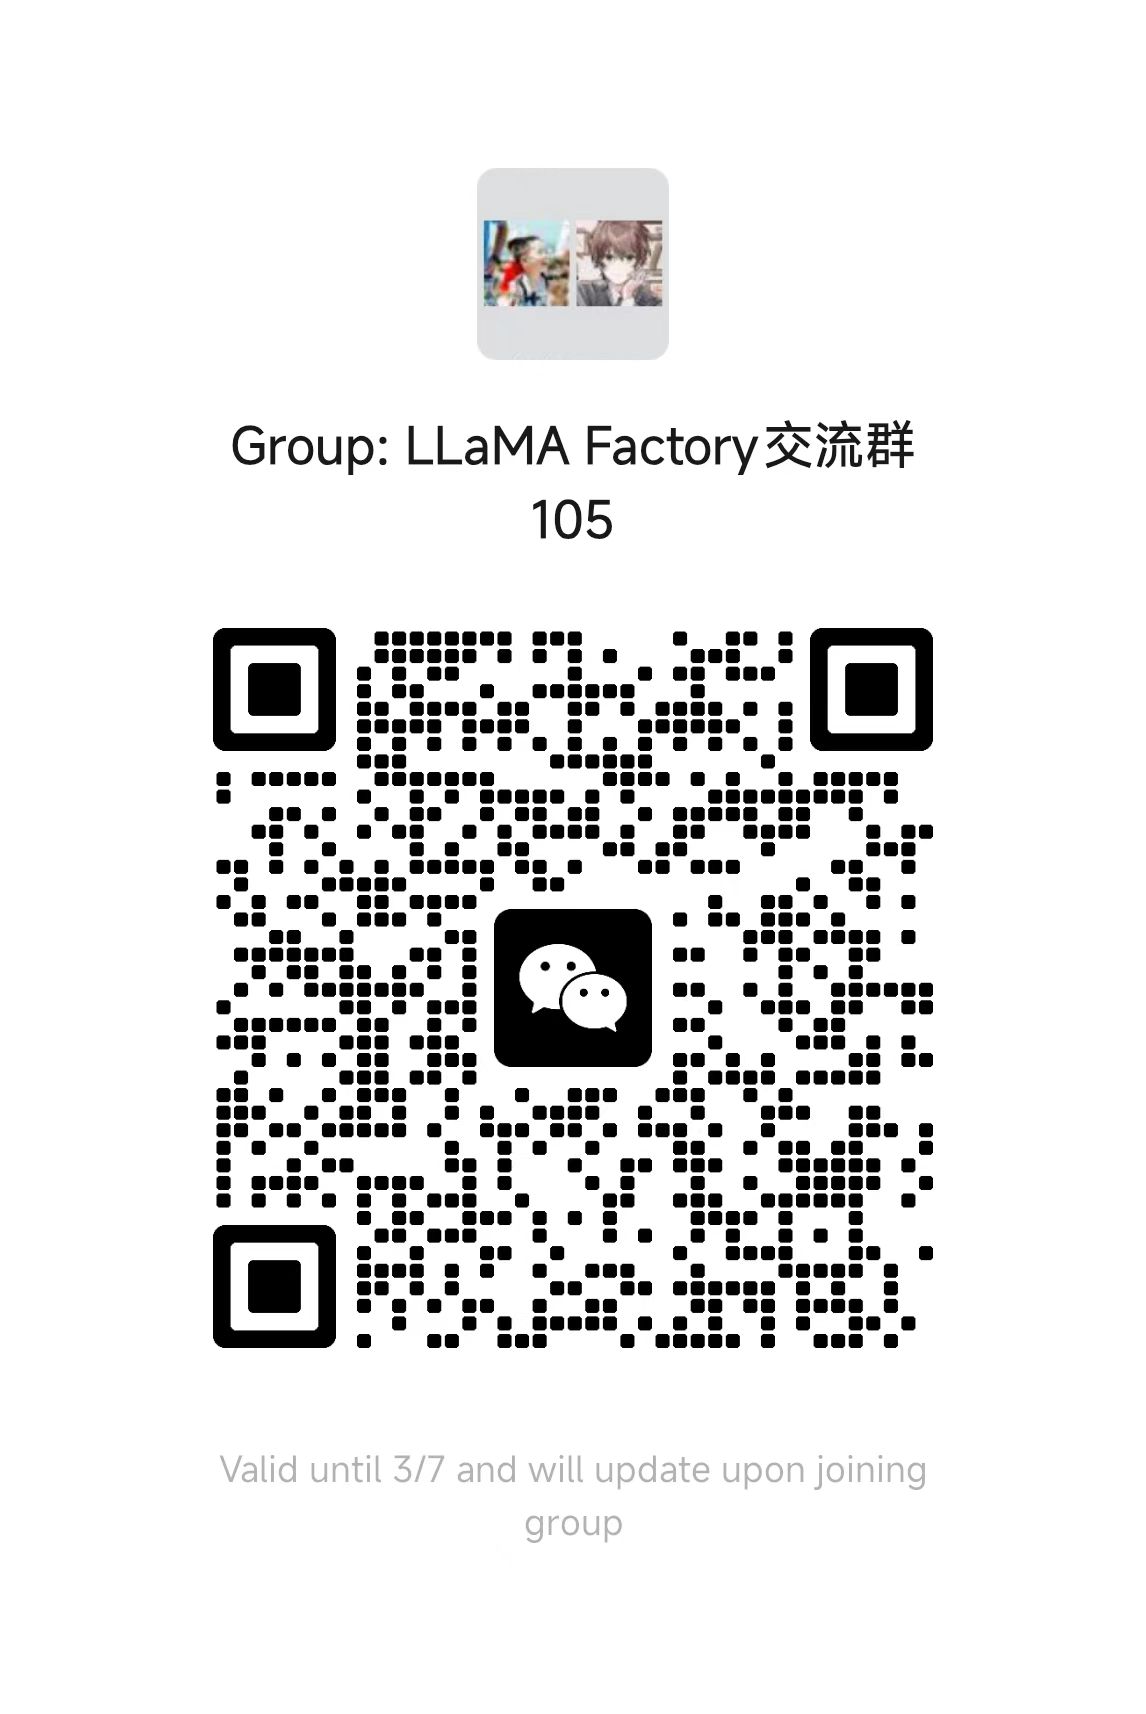 Group: LLaMA Factory交流群
105
Valid until 3/7 and will update upon joining
group